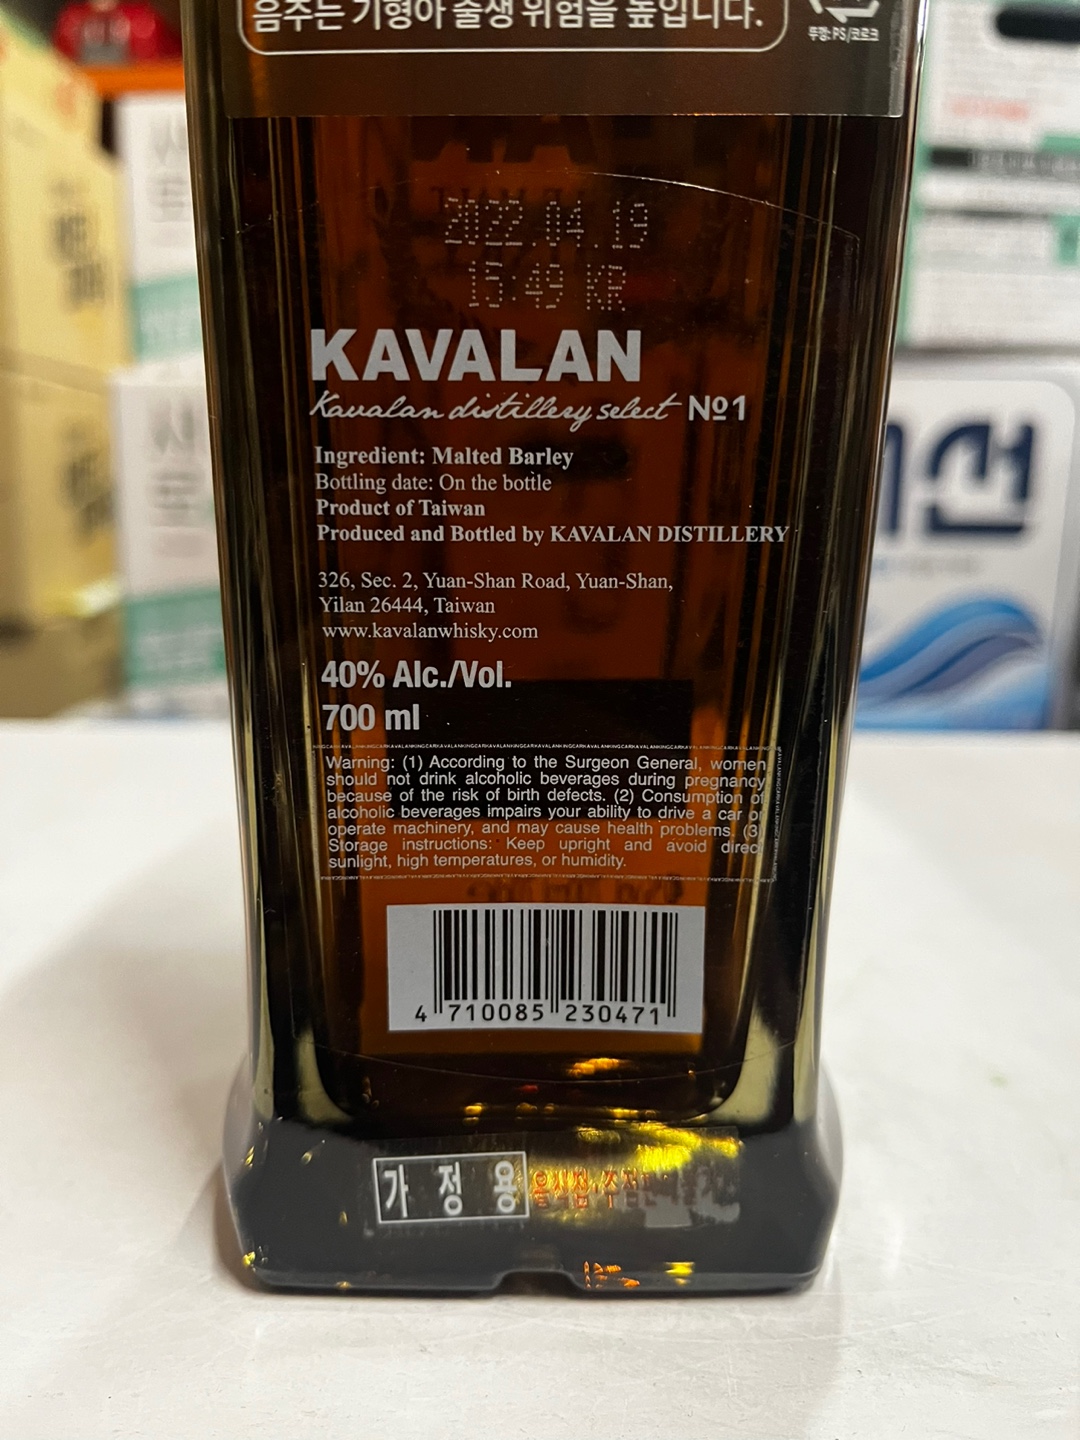 음주는 기형아 출생 위험을 높입니다.
뚜껑: PS/코르크
2022.04.19
15:49 KR
KAVALAN
Kavalan distillery select №1
Ingredient: Malted Barley
Bottling date: On the bottle
Product of Taiwan
Produced and Bottled by KAVALAN DISTILLERY
326, Sec. 2, Yuan-Shan Road, Yuan-Shan,
Yilan 26444, Taiwan
www.kavalanwhisky.com
40% Alc./Vol.
700 ml
Warning: (1) According to the Surgeon General, women
should not drink alcoholic beverages during pregnancy
because of the risk of birth defects. (2) Consumption of
alcoholic beverages impairs your ability to drive a car or
operate machinery, and may cause health problems. (3)
Storage instructions: Keep upright and avoid direct
sunlight, high temperatures, or humidity.
4 710085 230471
가정용